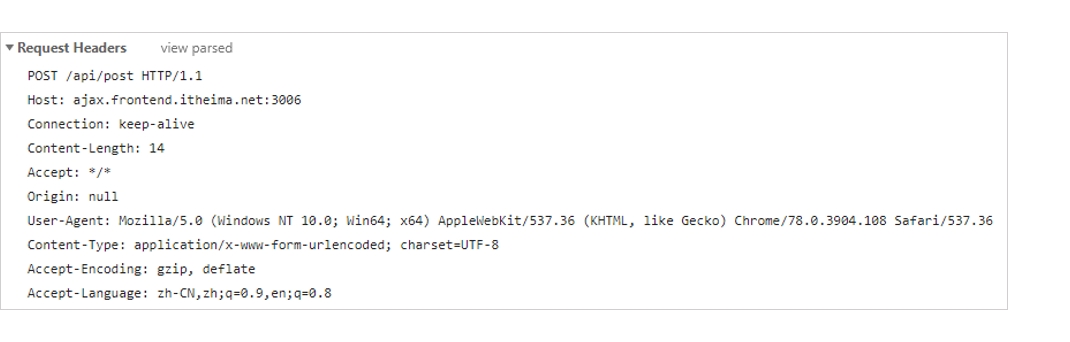 Request Headers view parsed
POST /api/post HTTP/1.1
Host: ajax.frontend.itheima.net:3006
Connection: keep-alive
Content-Length: 14
Accept: */*
Origin: null
User-Agent: Mozilla/5.0 (Windows NT 10.0; Win64; x64) AppleWebKit/537.36 (KHTML, like Gecko) Chrome/78.0.3904.108 Safari/537.36
Content-Type: application/x-www-form-urlencoded; charset=UTF-8
Accept-Encoding: gzip, deflate
Accept-Language: zh-CN,zh;q=0.9,en;q=0.8